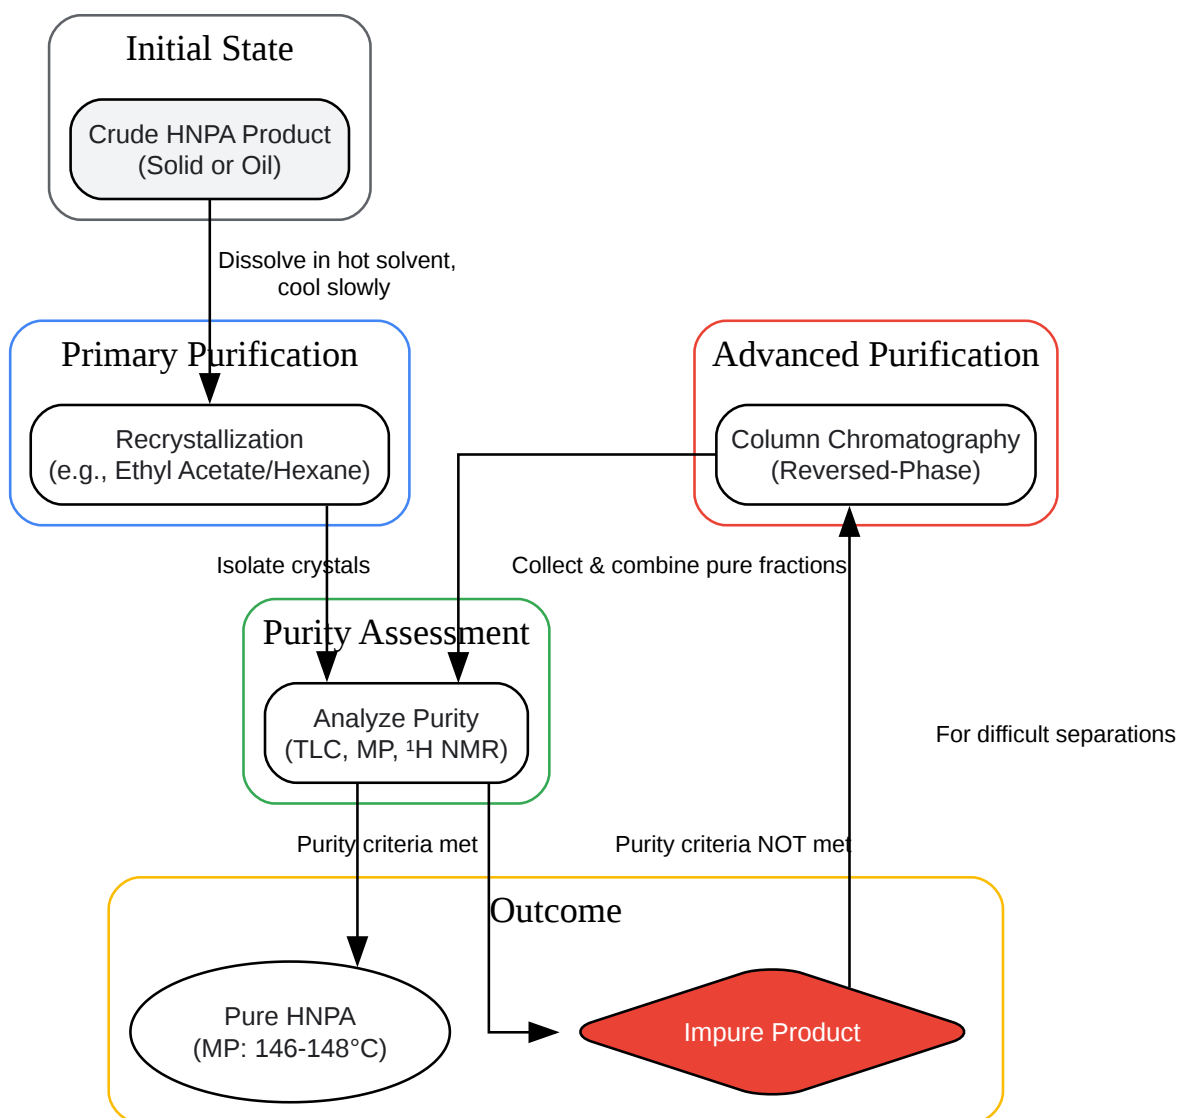 Initial State
Crude HNPA Product
(Solid or Oil)
Dissolve in hot solvent,
cool slowly
Primary Purification
Recrystallization
(e.g., Ethyl Acetate/Hexane)
Advanced Purification
Column Chromatography
(Reversed-Phase)
Isolate crystals
Collect & combine pure fractions
Purity Assessment
Analyze Purity
(TLC, MP, ¹H NMR)
For difficult separations
Purity criteria met
Purity criteria NOT met
Outcome
Pure HNPA
(MP: 146-148°C)
Impure Product